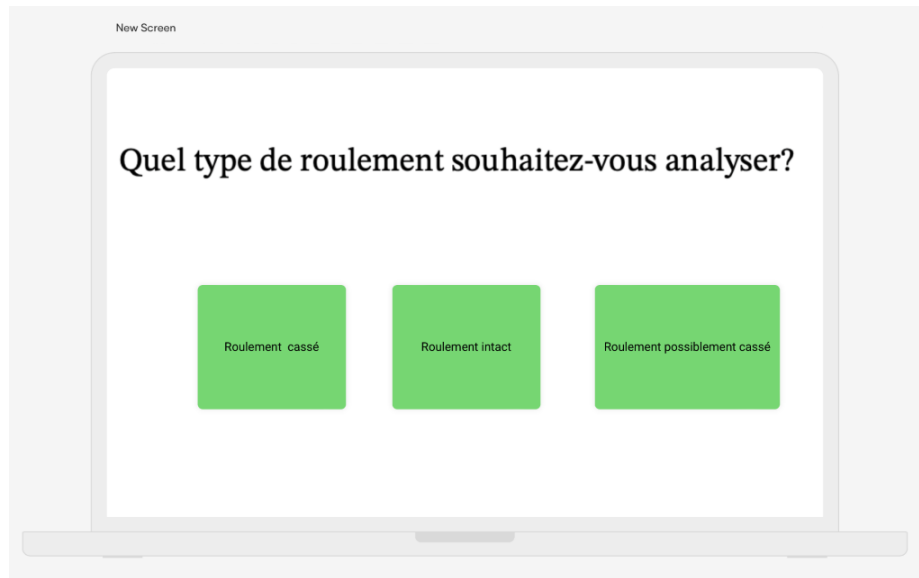 New Screen
Quel type de roulement souhaitez-vous analyser?
Roulement  cassé
Roulement intact
Roulement possiblement cassé